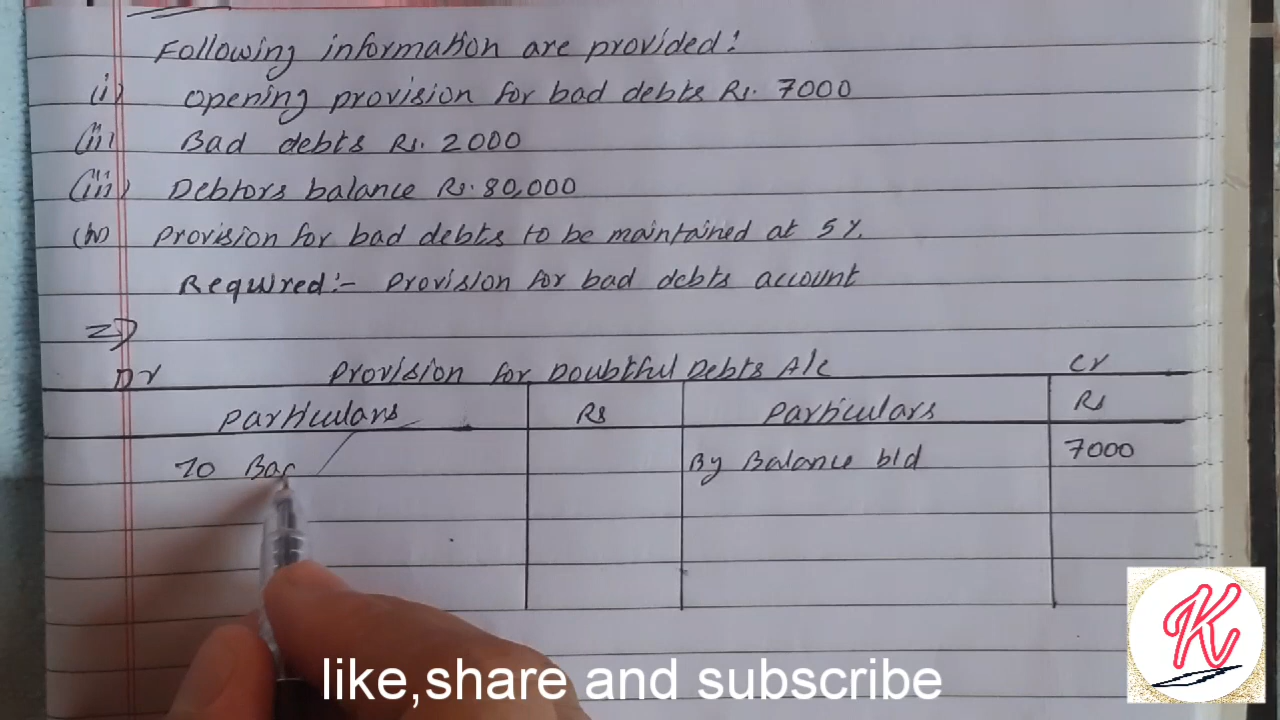 Following information are provided:
(i) Opening provision for bad debts Rs. 7000
(ii) Bad debts Rs. 2000
(iii) Debtors balance Rs. 80,000
(iv) Provision for bad debts to be maintained at 5%.
Required:- Provision for bad debts account
=>
Dr Provision for Doubtful Debts A/c Cr
Particulars Rs Particulars Rs
To Bad By Balance b/d 7000
K
like,share and subscribe